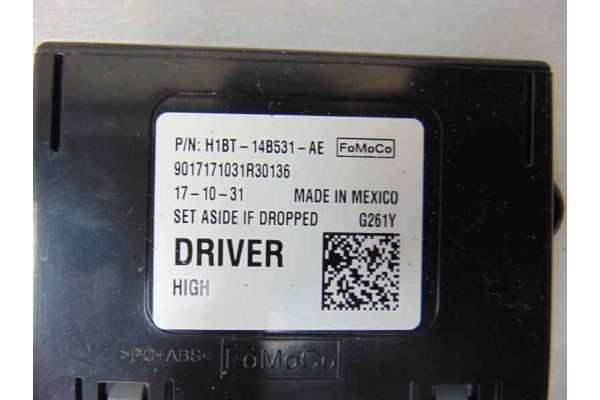 P/N: H1BT-14B531-AE FoMoCo
9017171031R30136
17-10-31 MADE IN MEXICO
SET ASIDE IF DROPPED G261Y
DRIVER
HIGH
>PC+ABS< FoMoCo